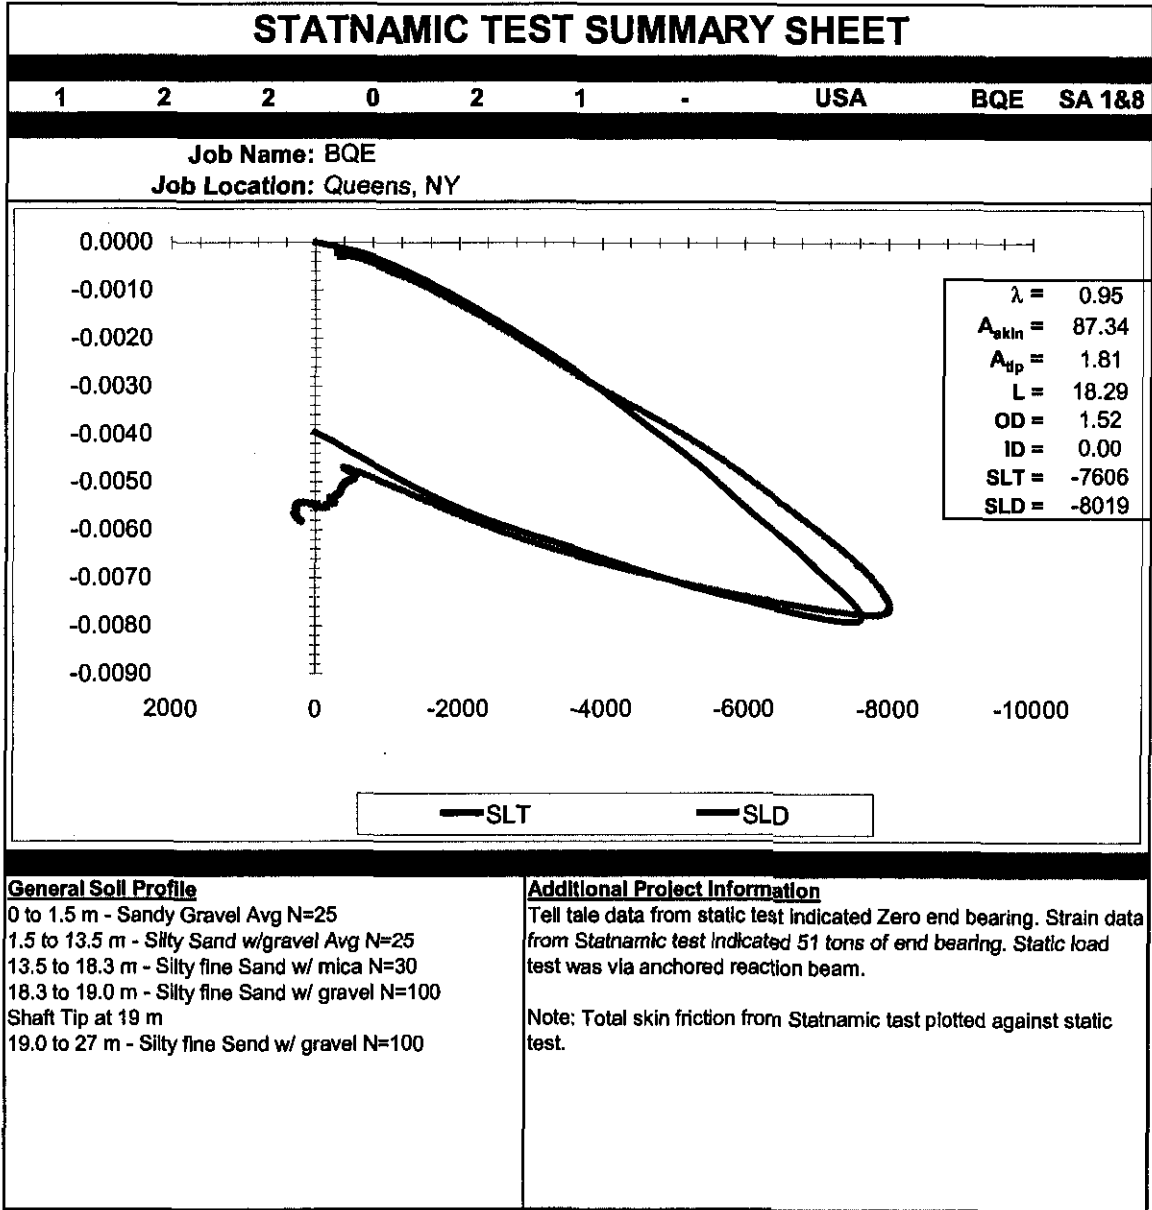 STATNAMIC TEST SUMMARY SHEET
1 2 2 0 2 1 - USA BQE SA 1&8
Job Name: BQE
Job Location: Queens, NY
0.0000
-0.0010
-0.0020
-0.0030
-0.0040
-0.0050
-0.0060
-0.0070
-0.0080
-0.0090
2000 0 -2000 -4000 -6000 -8000 -10000
λ = 0.95
Askin = 87.34
Atip = 1.81
L = 18.29
OD = 1.52
ID = 0.00
SLT = -7606
SLD = -8019
SLT SLD
General Soil Profile
0 to 1.5 m - Sandy Gravel Avg N=25
1.5 to 13.5 m - Silty Sand w/gravel Avg N=25
13.5 to 18.3 m - Silty fine Sand w/ mica N=30
18.3 to 19.0 m - Silty fine Sand w/ gravel N=100
Shaft Tip at 19 m
19.0 to 27 m - Silty fine Send w/ gravel N=100
Additional Project Information
Tell tale data from static test indicated Zero end bearing. Strain data
from Statnamic test indicated 51 tons of end bearing. Static load
test was via anchored reaction beam.
Note: Total skin friction from Statnamic tast plotted against static
test.